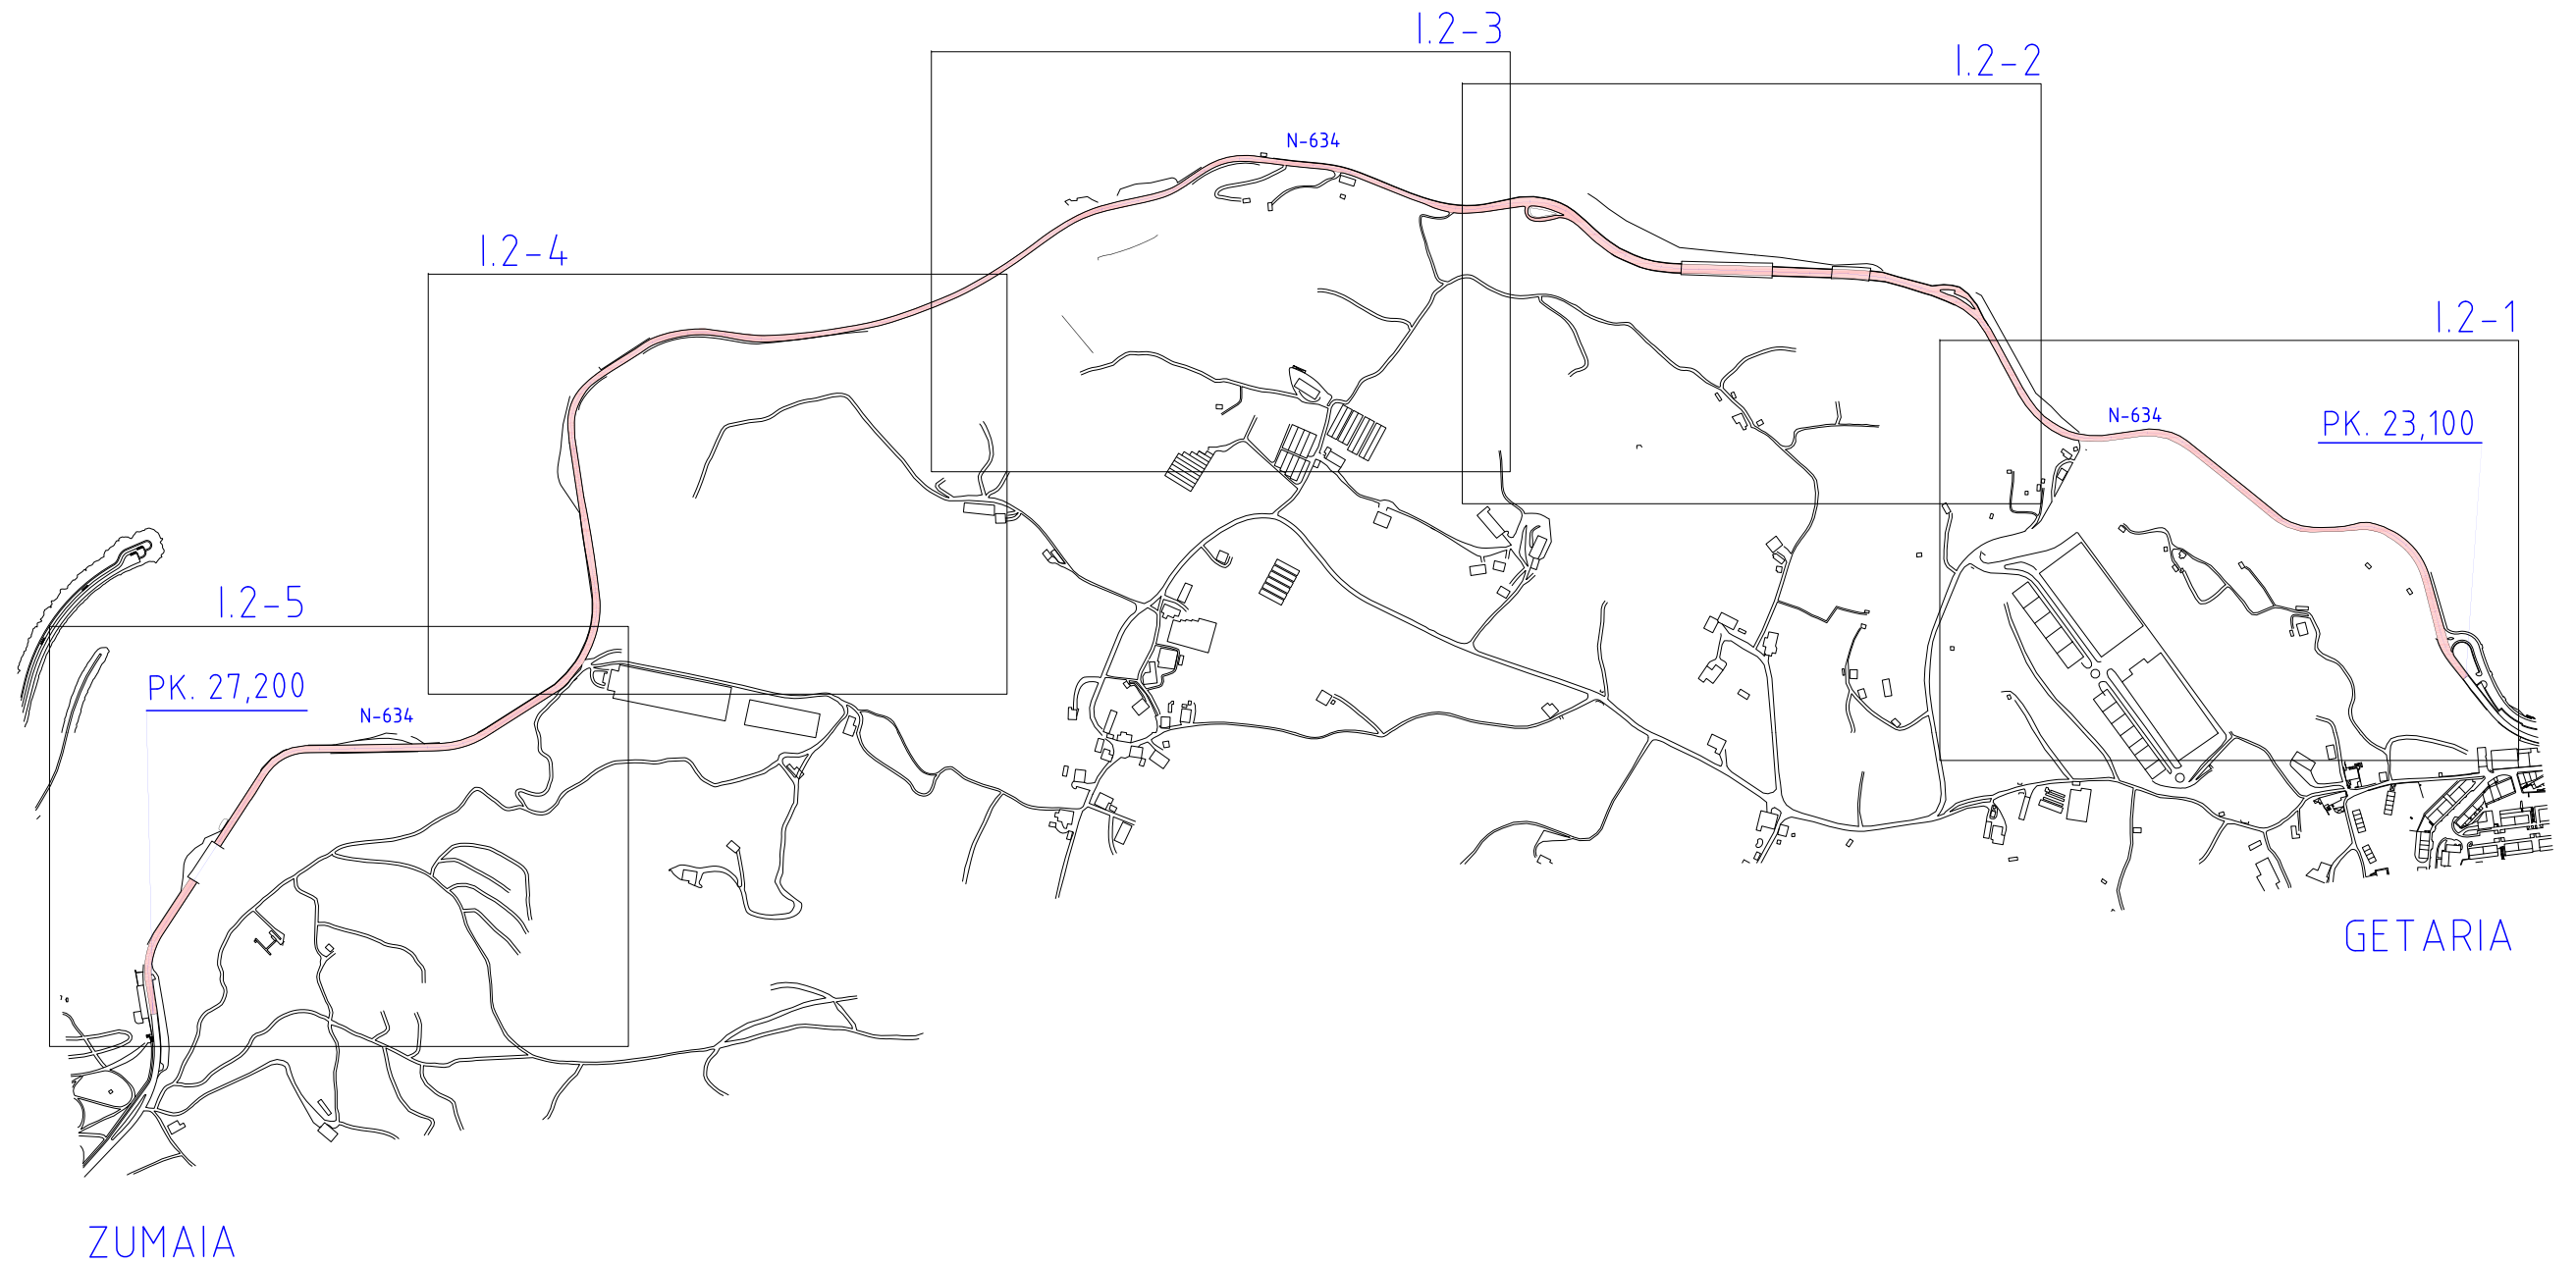 I.2-3
I.2-2
N-634
I.2-4
I.2-1
N-634
PK. 23,100
I.2-5
PK. 27,200
N-634
GETARIA
ZUMAIA